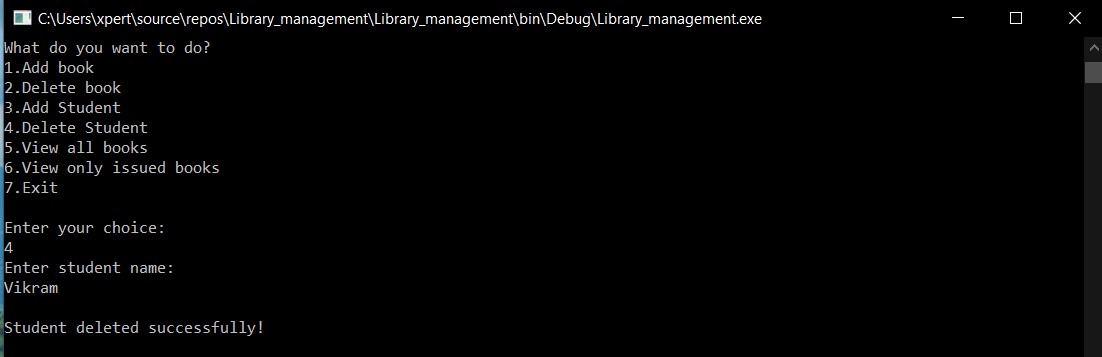 C:\Users\xpert\source\repos\Library_management\Library_management\bin\Debug\Library_management.exe
What do you want to do?
1.Add book
2.Delete book
3.Add Student
4.Delete Student
5.View all books
6.View only issued books
7.Exit
Enter your choice:
4
Enter student name:
Vikram
Student deleted successfully!